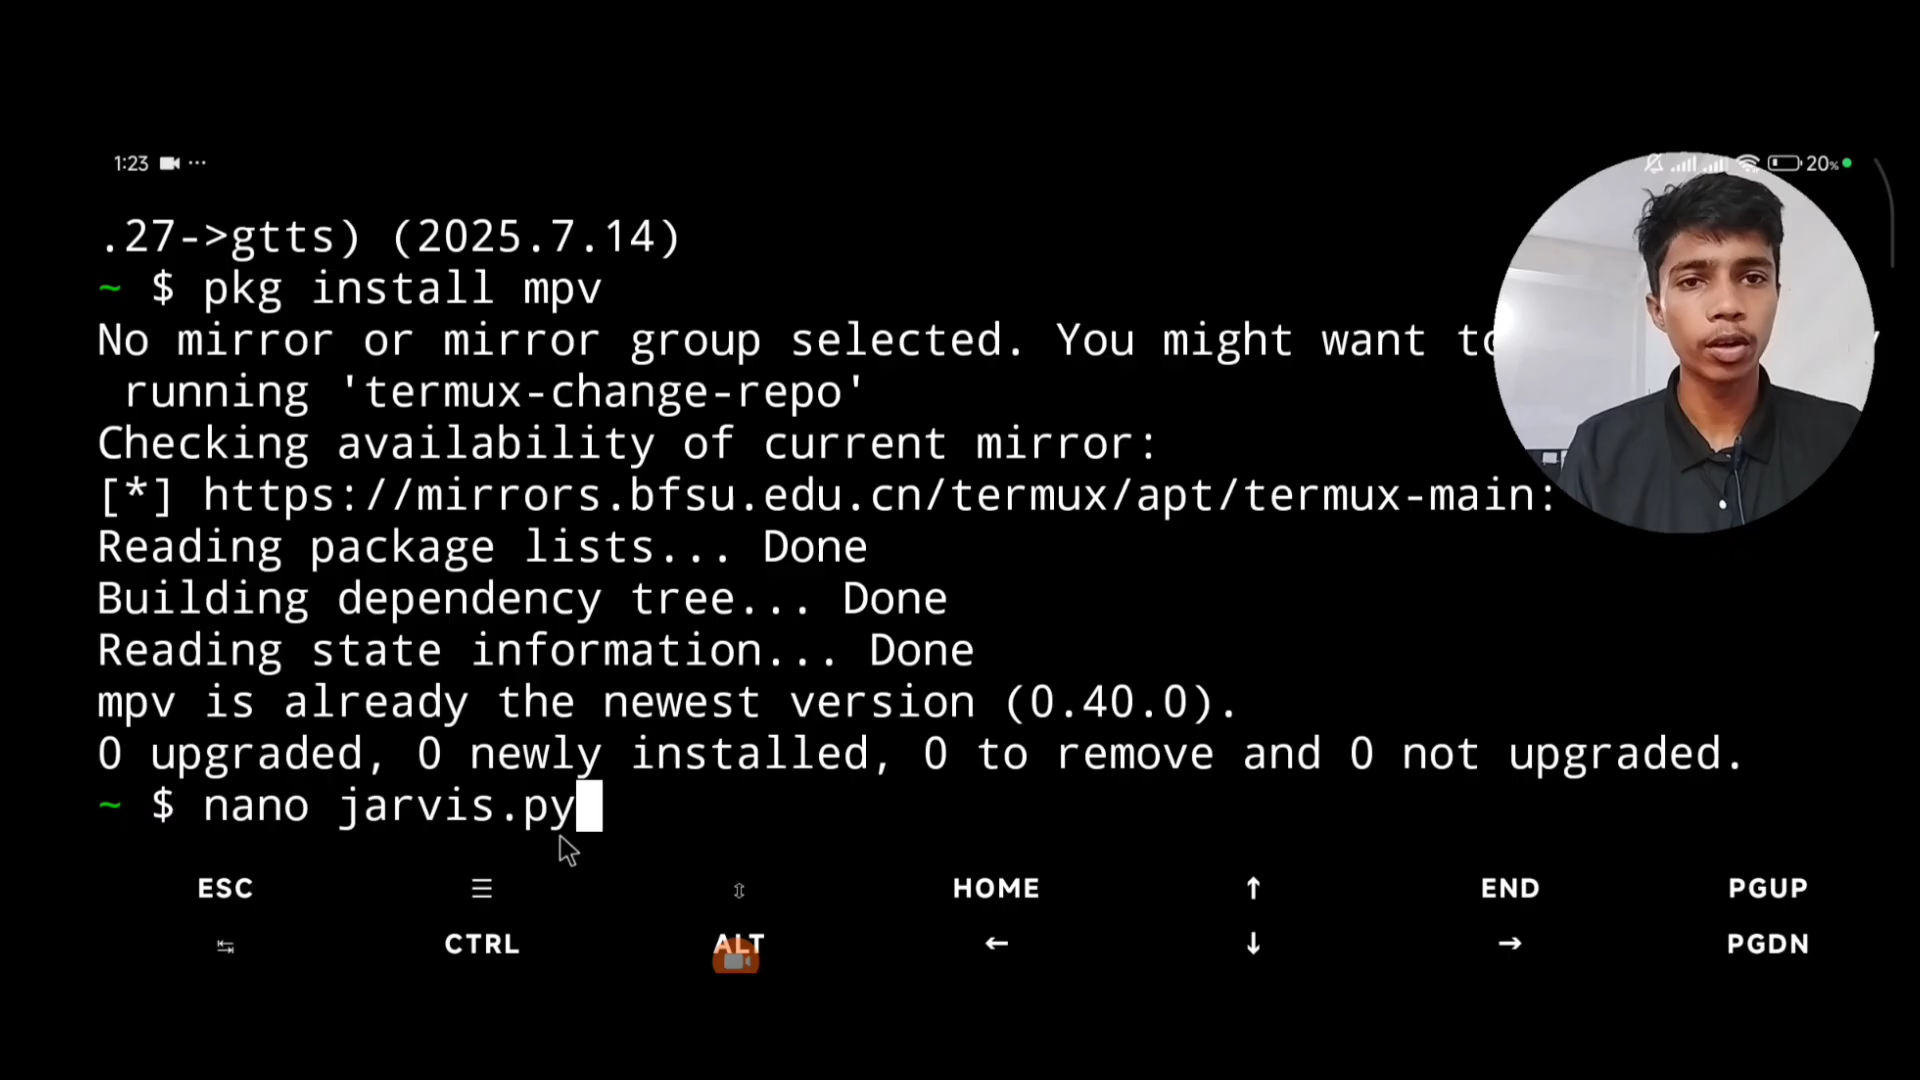 1:23 ...
20%
.27->gtts) (2025.7.14)
~ $ pkg install mpv
No mirror or mirror group selected. You might want to
running 'termux-change-repo'
Checking availability of current mirror:
[*] https://mirrors.bfsu.edu.cn/termux/apt/termux-main:
Reading package lists... Done
Building dependency tree... Done
Reading state information... Done
mpv is already the newest version (0.40.0).
0 upgraded, 0 newly installed, 0 to remove and 0 not upgraded.
~ $ nano jarvis.py
ESC ☰ ⇳ HOME ↑ END PGUP
↹ CTRL ALT ← ↓ → PGDN